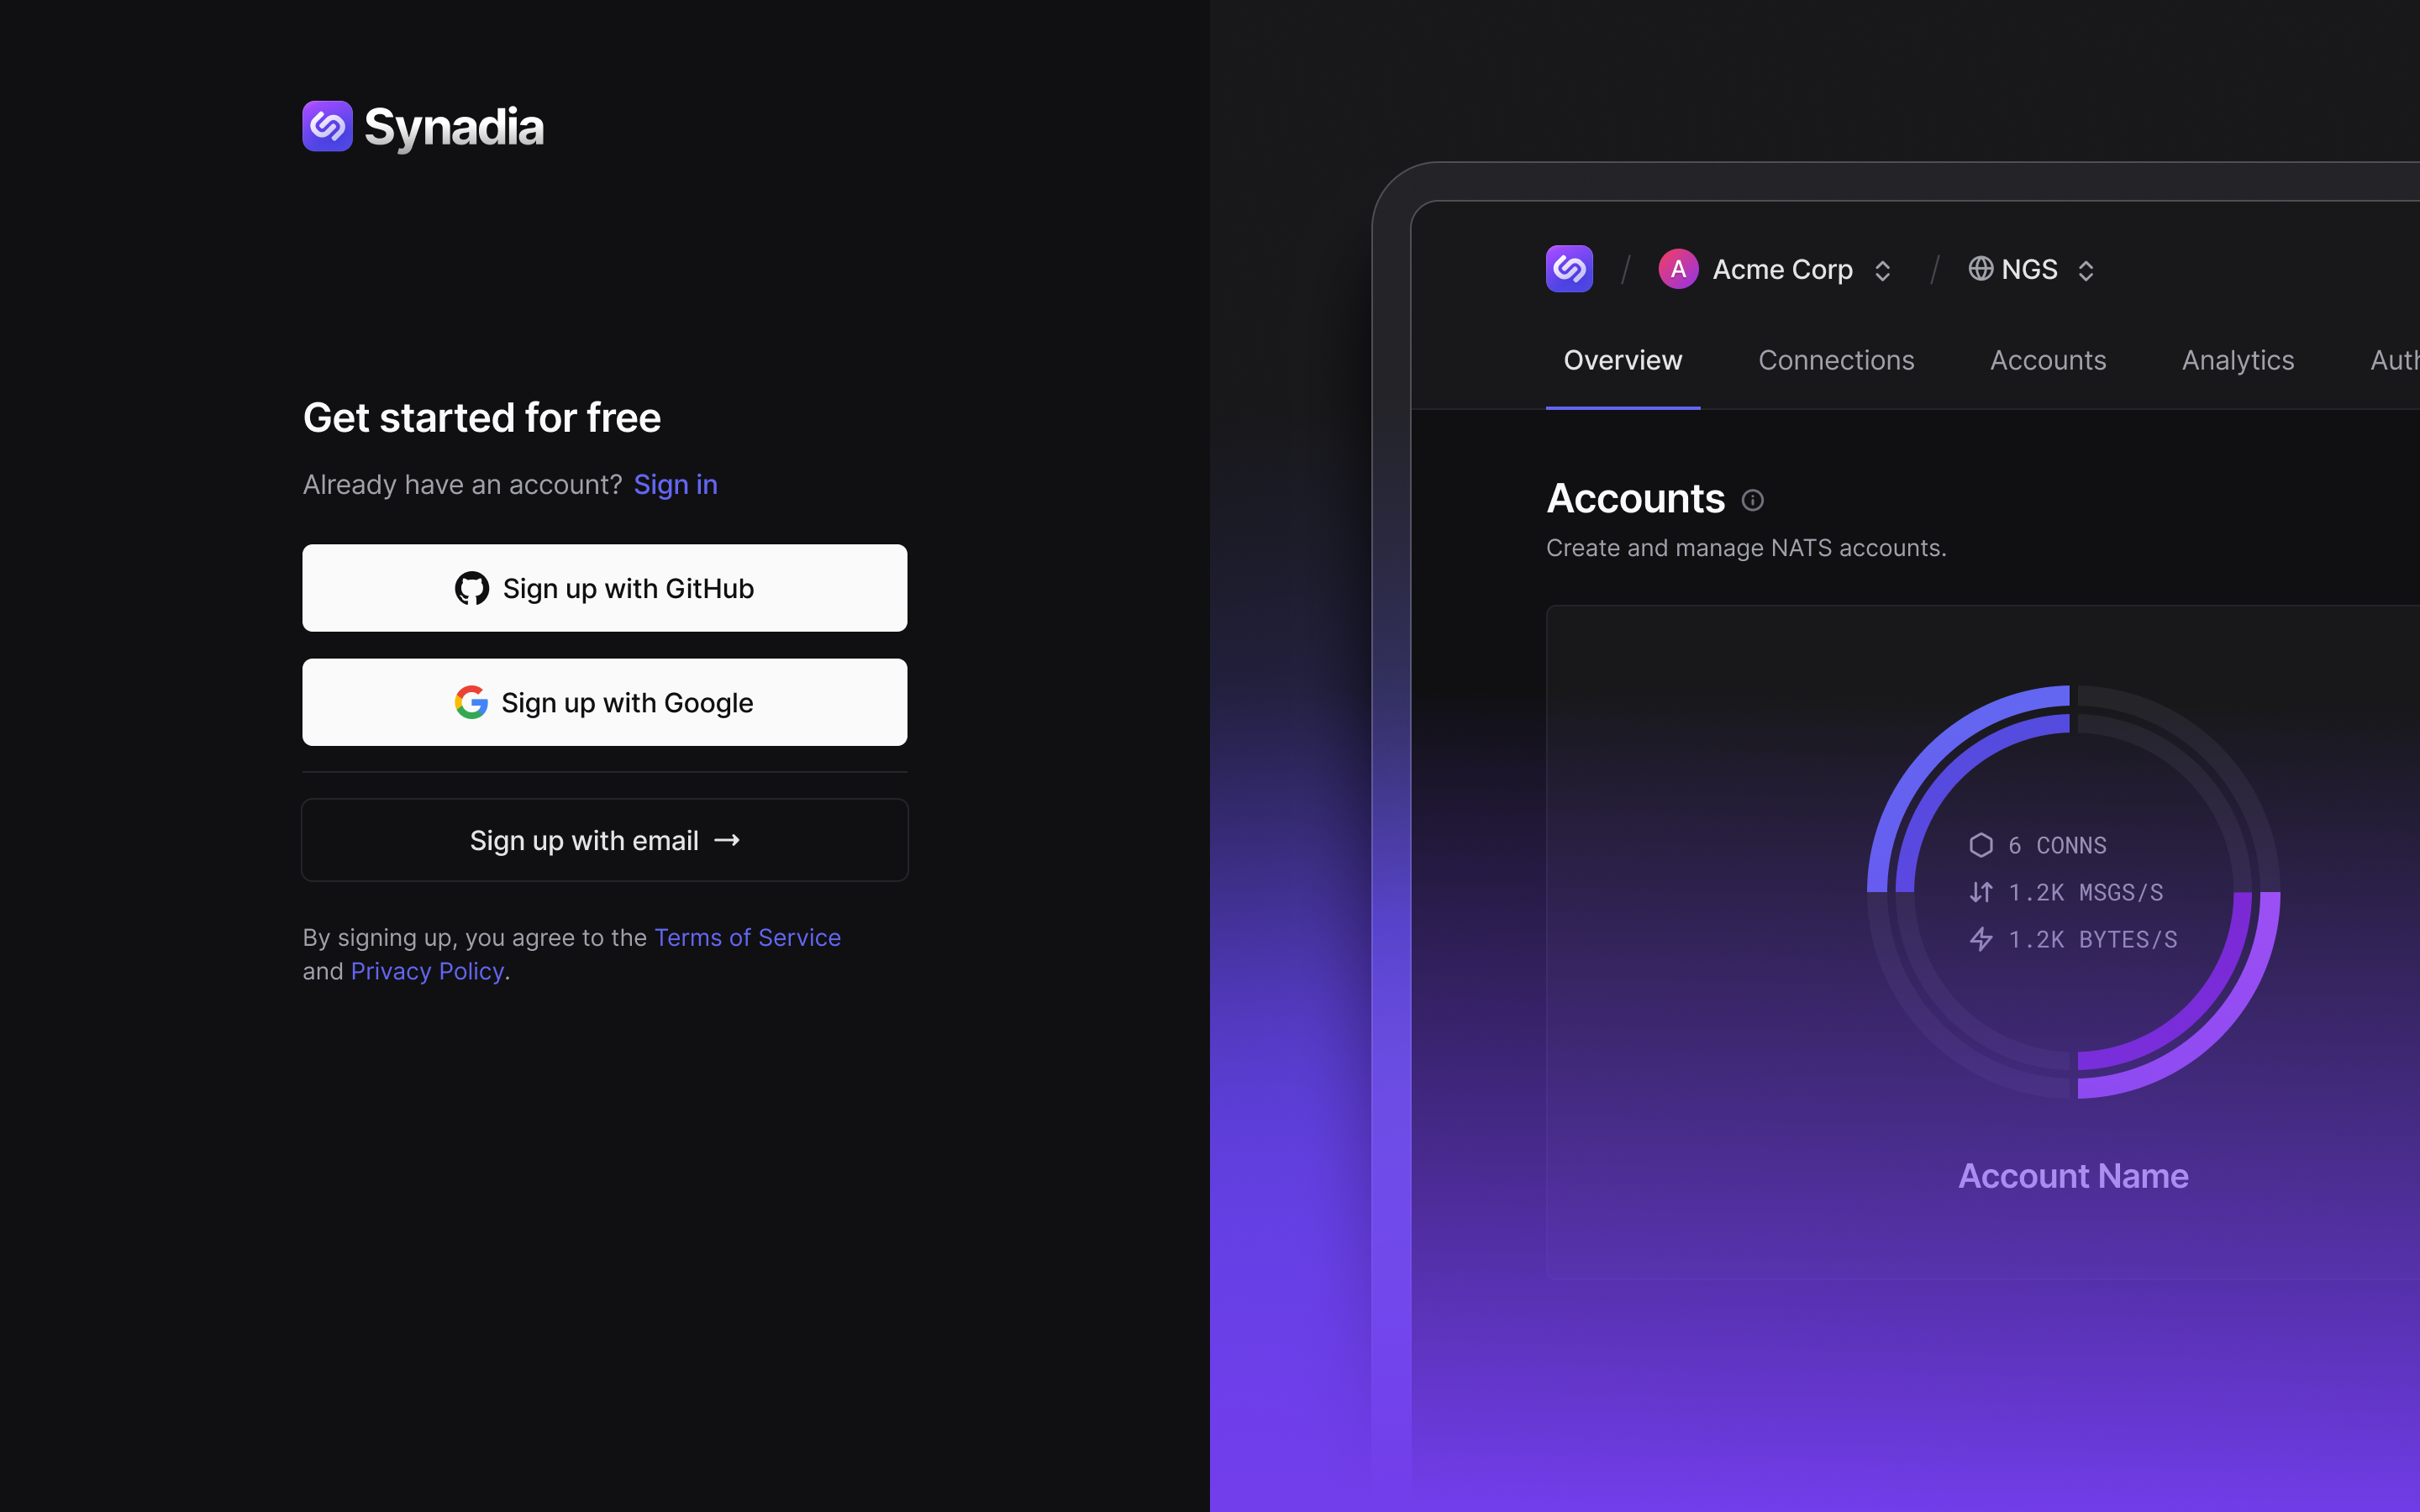 Synadia
Get started for free
Already have an account? Sign in
Sign up with GitHub
Sign up with Google
Sign up with email →
By signing up, you agree to the Terms of Service
and Privacy Policy.
/ A Acme Corp / NGS
Overview Connections Accounts Analytics Auth
Accounts
Create and manage NATS accounts.
6 CONNS
1.2K MSGS/S
1.2K BYTES/S
Account Name